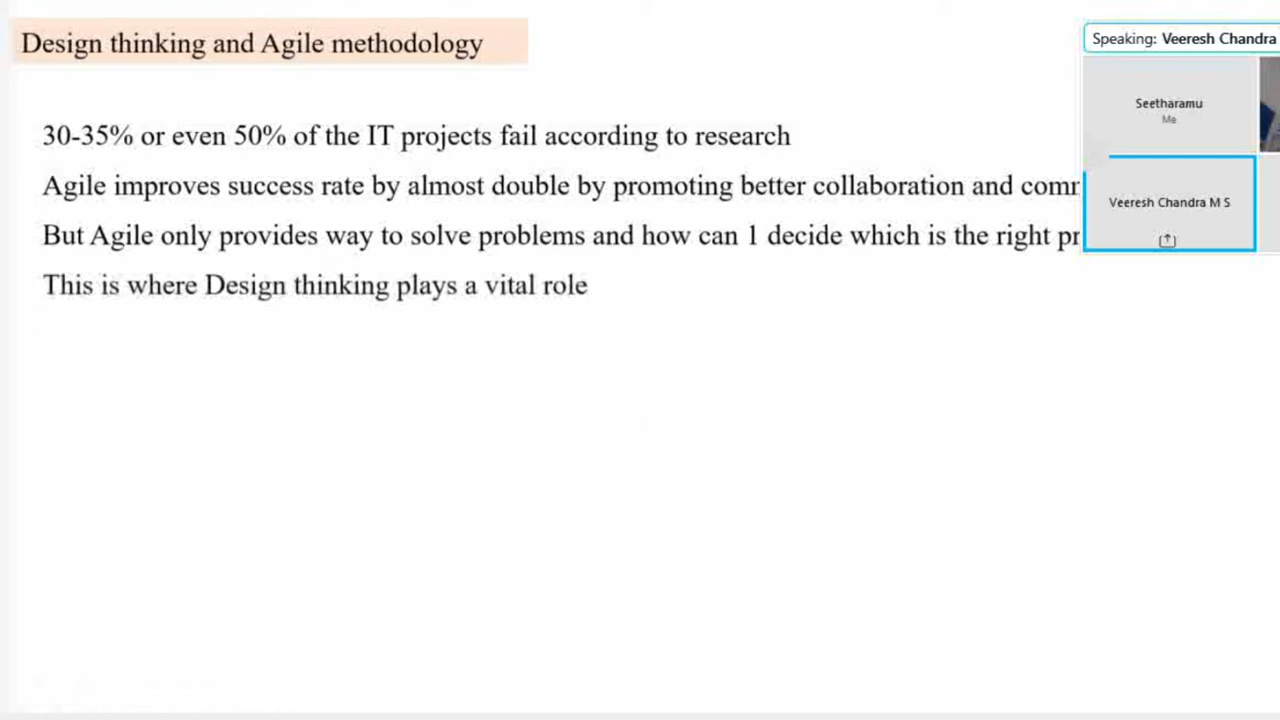 Design thinking and Agile methodology
30-35% or even 50% of the IT projects fail according to research
Agile improves success rate by almost double by promoting better collaboration and
But Agile only provides way to solve problems and how can 1 decide which is the right
This is where Design thinking plays a vital role
Speaking: Veeresh Chandra
Seetharamu
Me
Veeresh Chandra M S